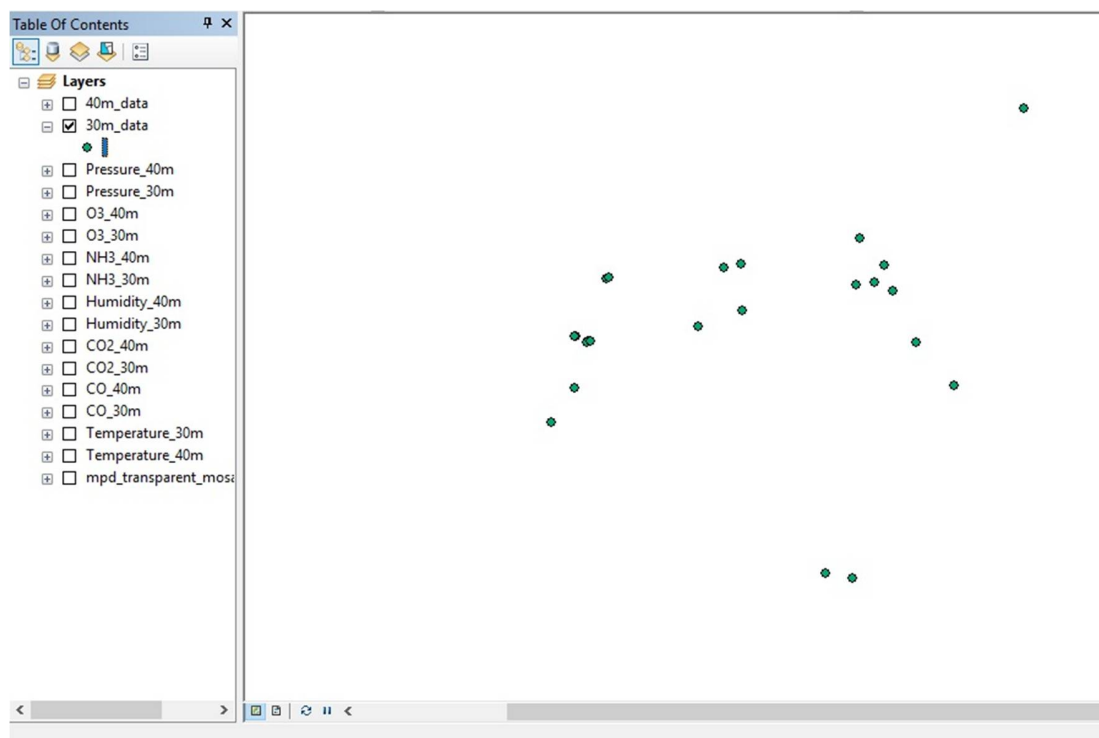 Table Of Contents
Layers
40m_data
30m_data
Pressure_40m
Pressure_30m
O3_40m
O3_30m
NH3_40m
NH3_30m
Humidity_40m
Humidity_30m
CO2_40m
CO2_30m
CO_40m
CO_30m
Temperature_30m
Temperature_40m
mpd_transparent_mosa